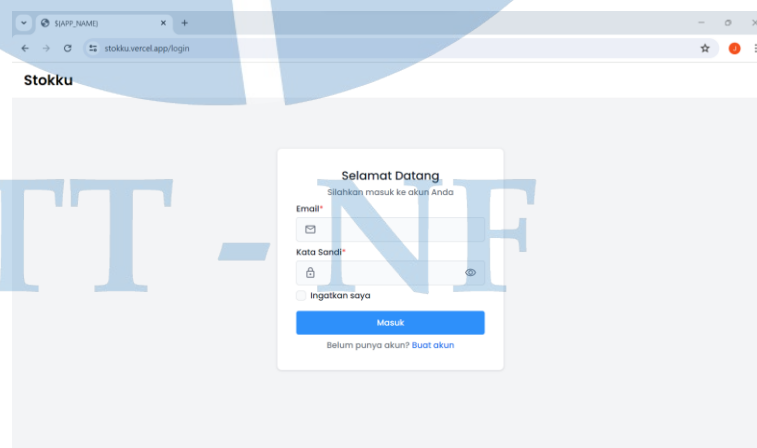 ${APP_NAME}
stokku.vercel.app/login
Stokku
Selamat Datang
Silahkan masuk ke akun Anda
Email*
Kata Sandi*
Ingatkan saya
Masuk
Belum punya akun? Buat akun
TT - NF